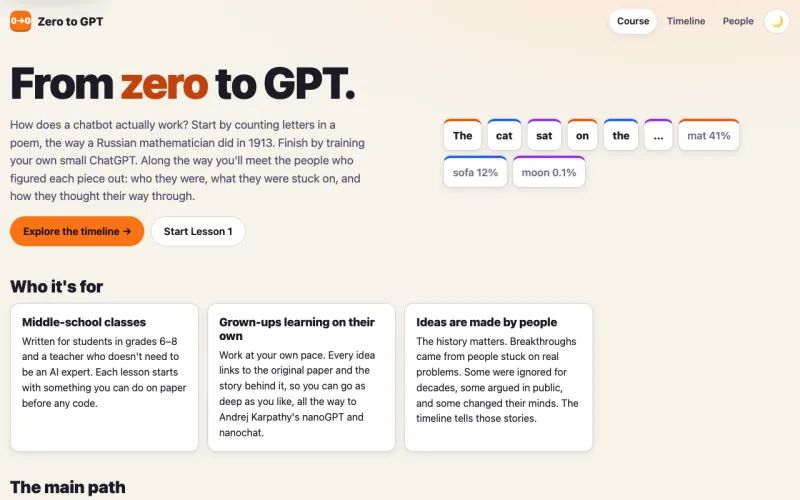 0→0 Zero to GPT
Course Timeline People
From zero to GPT.
How does a chatbot actually work? Start by counting letters in a
poem, the way a Russian mathematician did in 1913. Finish by training
your own small ChatGPT. Along the way you'll meet the people who
figured each piece out: who they were, what they were stuck on, and
how they thought their way through.
Explore the timeline → Start Lesson 1
The cat sat on the ... mat 41%
sofa 12% moon 0.1%
Who it's for
Middle-school classes
Written for students in grades 6–8
and a teacher who doesn't need to
be an AI expert. Each lesson starts
with something you can do on paper
before any code.
Grown-ups learning on their
own
Work at your own pace. Every idea
links to the original paper and the
story behind it, so you can go as
deep as you like, all the way to
Andrej Karpathy's nanoGPT and
nanochat.
Ideas are made by people
The history matters. Breakthroughs
came from people stuck on real
problems. Some were ignored for
decades, some argued in public,
and some changed their minds. The
timeline tells those stories.
The main path